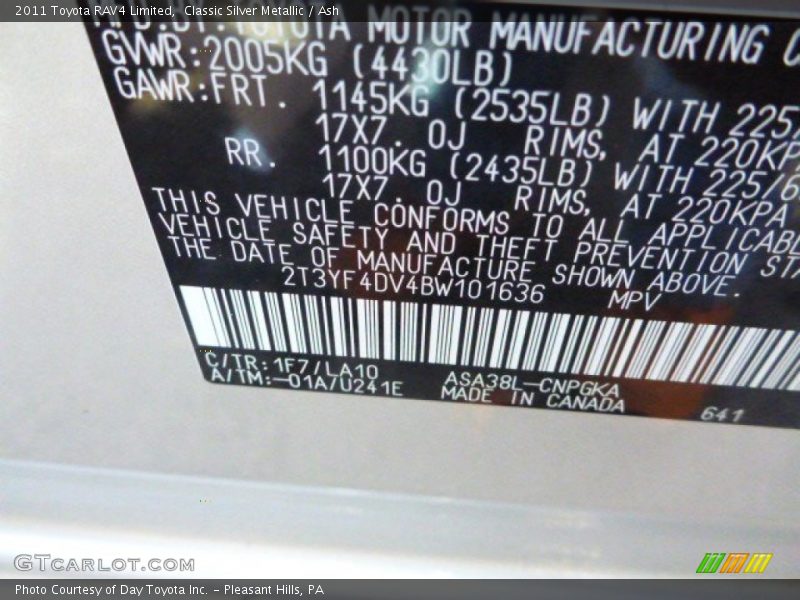 2011 Toyota RAV4 Limited, Classic Silver Metallic / Ash
MOTOR MANUFACTURING
GVWR:2005KG (4430LB)
GAWR:FRT. 1145KG (2535LB) WITH 225
17X7. 0J RIMS, AT 220KP
RR. 1100KG (2435LB) WITH 225/6
17X7. 0J RIMS, AT 220KPA
THIS VEHICLE CONFORMS TO ALL APPLICABL
VEHICLE SAFETY AND THEFT PREVENTION STA
THE DATE OF MANUFACTURE SHOWN ABOVE.
2T3YF4DV4BW101636 MPV
C/TR:1F7/LA10 ASA38L-CNPGKA
A/TM:-01A/U241E MADE IN CANADA 641
GTCARLOT.COM
Photo Courtesy of Day Toyota Inc. - Pleasant Hills, PA